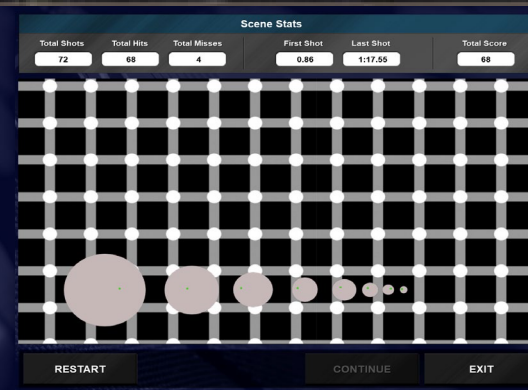 Scene Stats
Total Shots Total Hits Total Misses First Shot Last Shot Total Score
72 68 4 0.86 1:17.55 68
RESTART CONTINUE EXIT